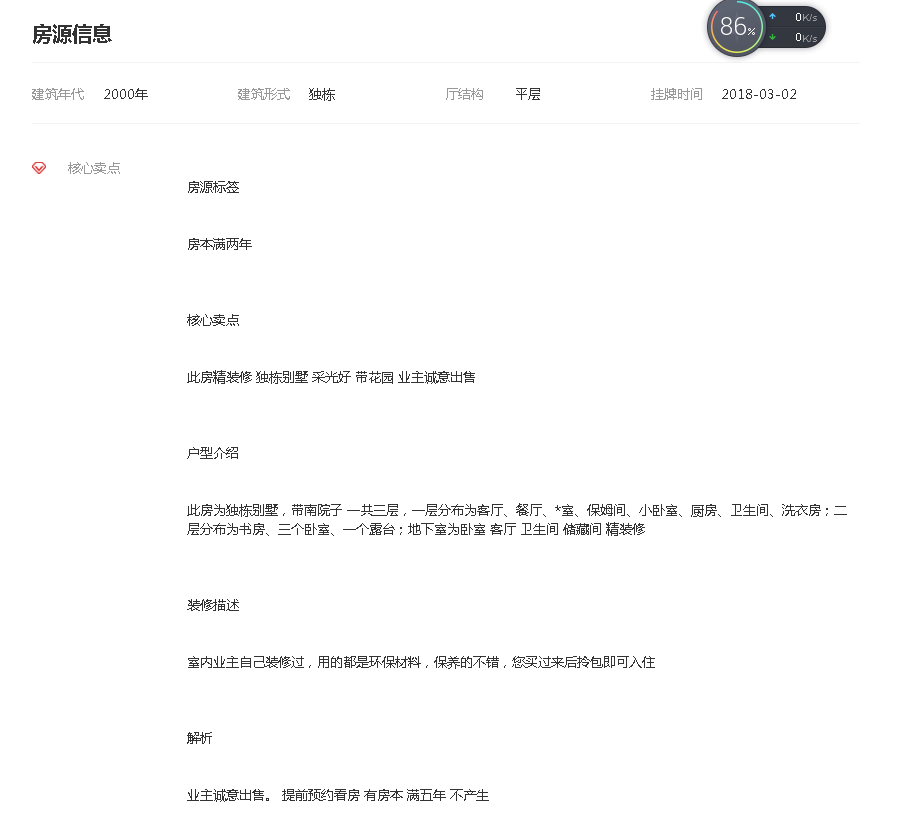 房源信息
86%
0K/s
0K/s
建筑年代 2000年 建筑形式 独栋 厅结构 平层 挂牌时间 2018-03-02
核心卖点
房源标签
房本满两年
核心卖点
此房精装修 独栋别墅 采光好 带花园 业主诚意出售
户型介绍
此房为独栋别墅，带南院子 一共三层，一层分布为客厅、餐厅、*室、保姆间、小卧室、厨房、卫生间、洗衣房；二
层分布为书房、三个卧室、一个露台；地下室为卧室 客厅 卫生间 储藏间 精装修
装修描述
室内业主自己装修过，用的都是环保材料，保养的不错，您买过来后拎包即可入住
解析
业主诚意出售。 提前预约看房 有房本 满五年 不产生